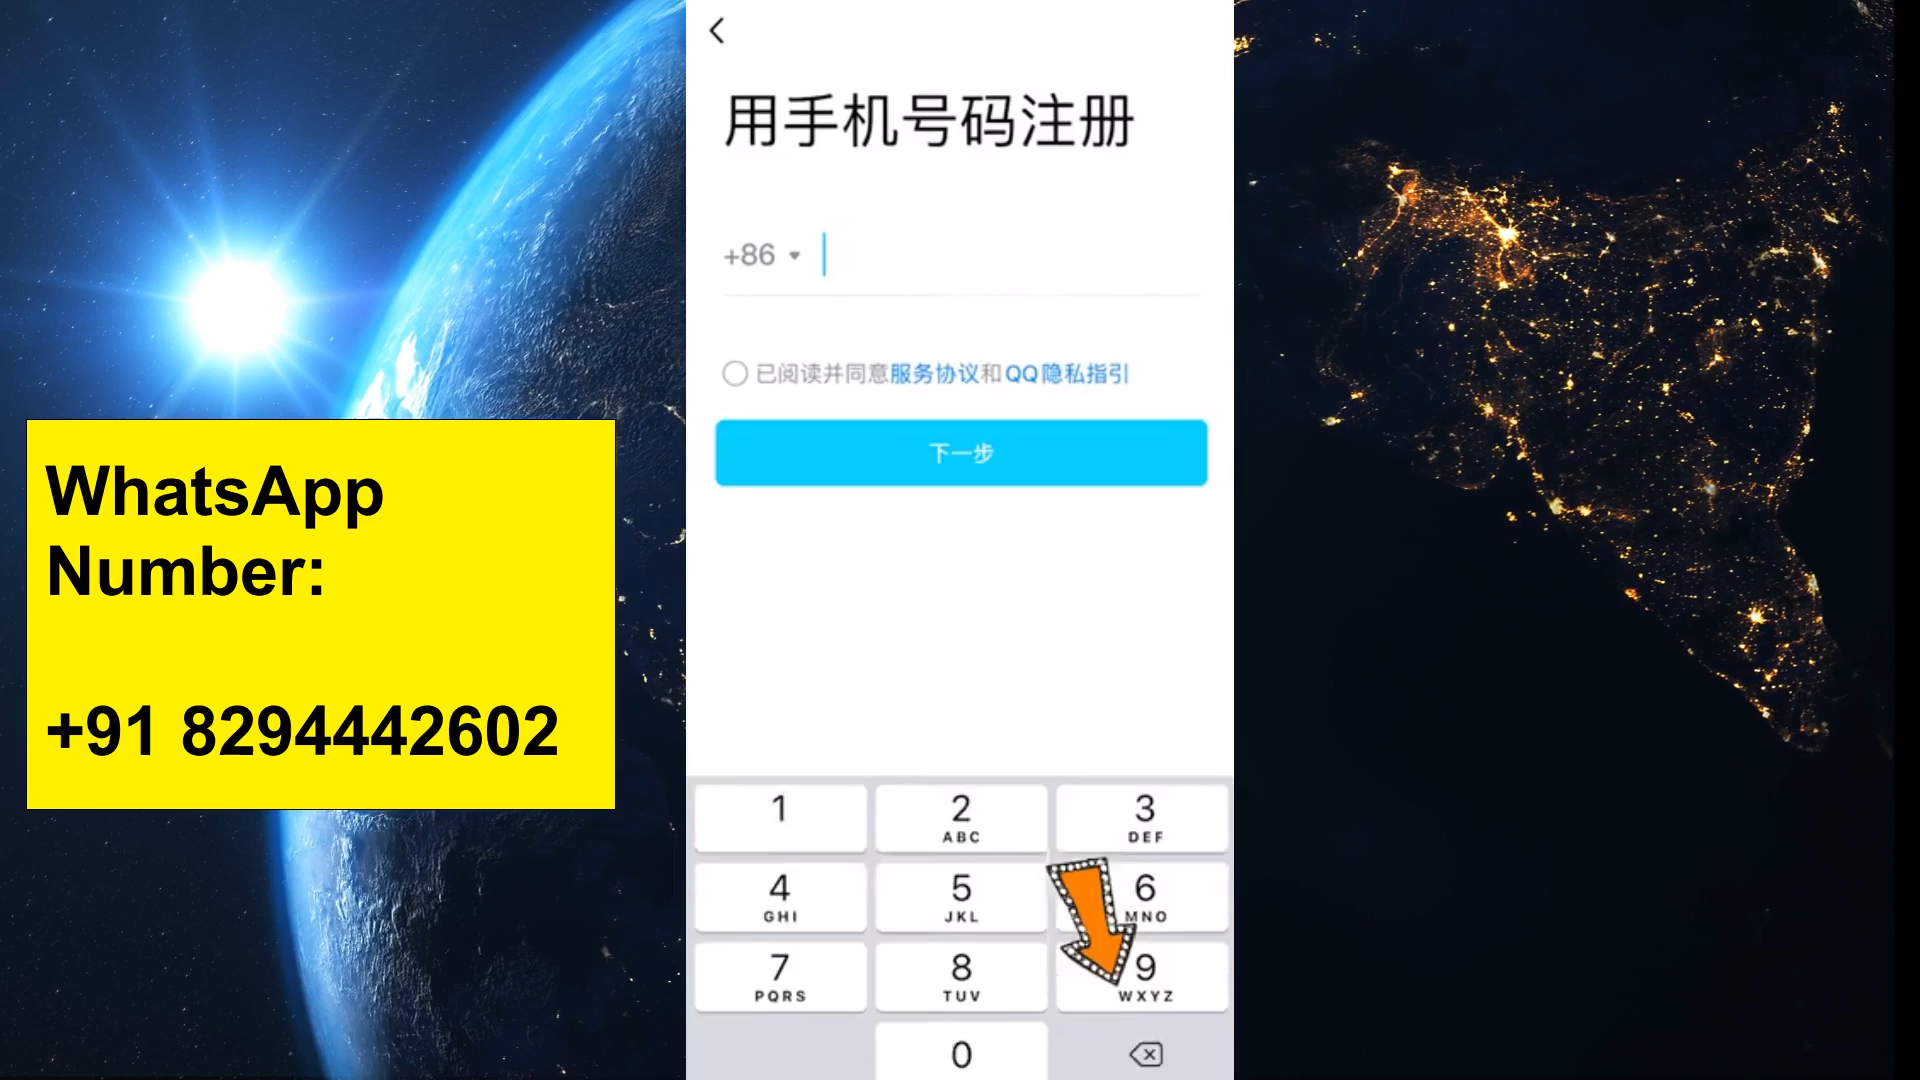 用手机号码注册
+86
已阅读并同意服务协议和QQ隐私指引
下一步
WhatsApp
Number:
+91 8294442602
1
2
ABC
3
DEF
4
GHI
5
JKL
6
MNO
7
PQRS
8
TUV
9
WXYZ
0